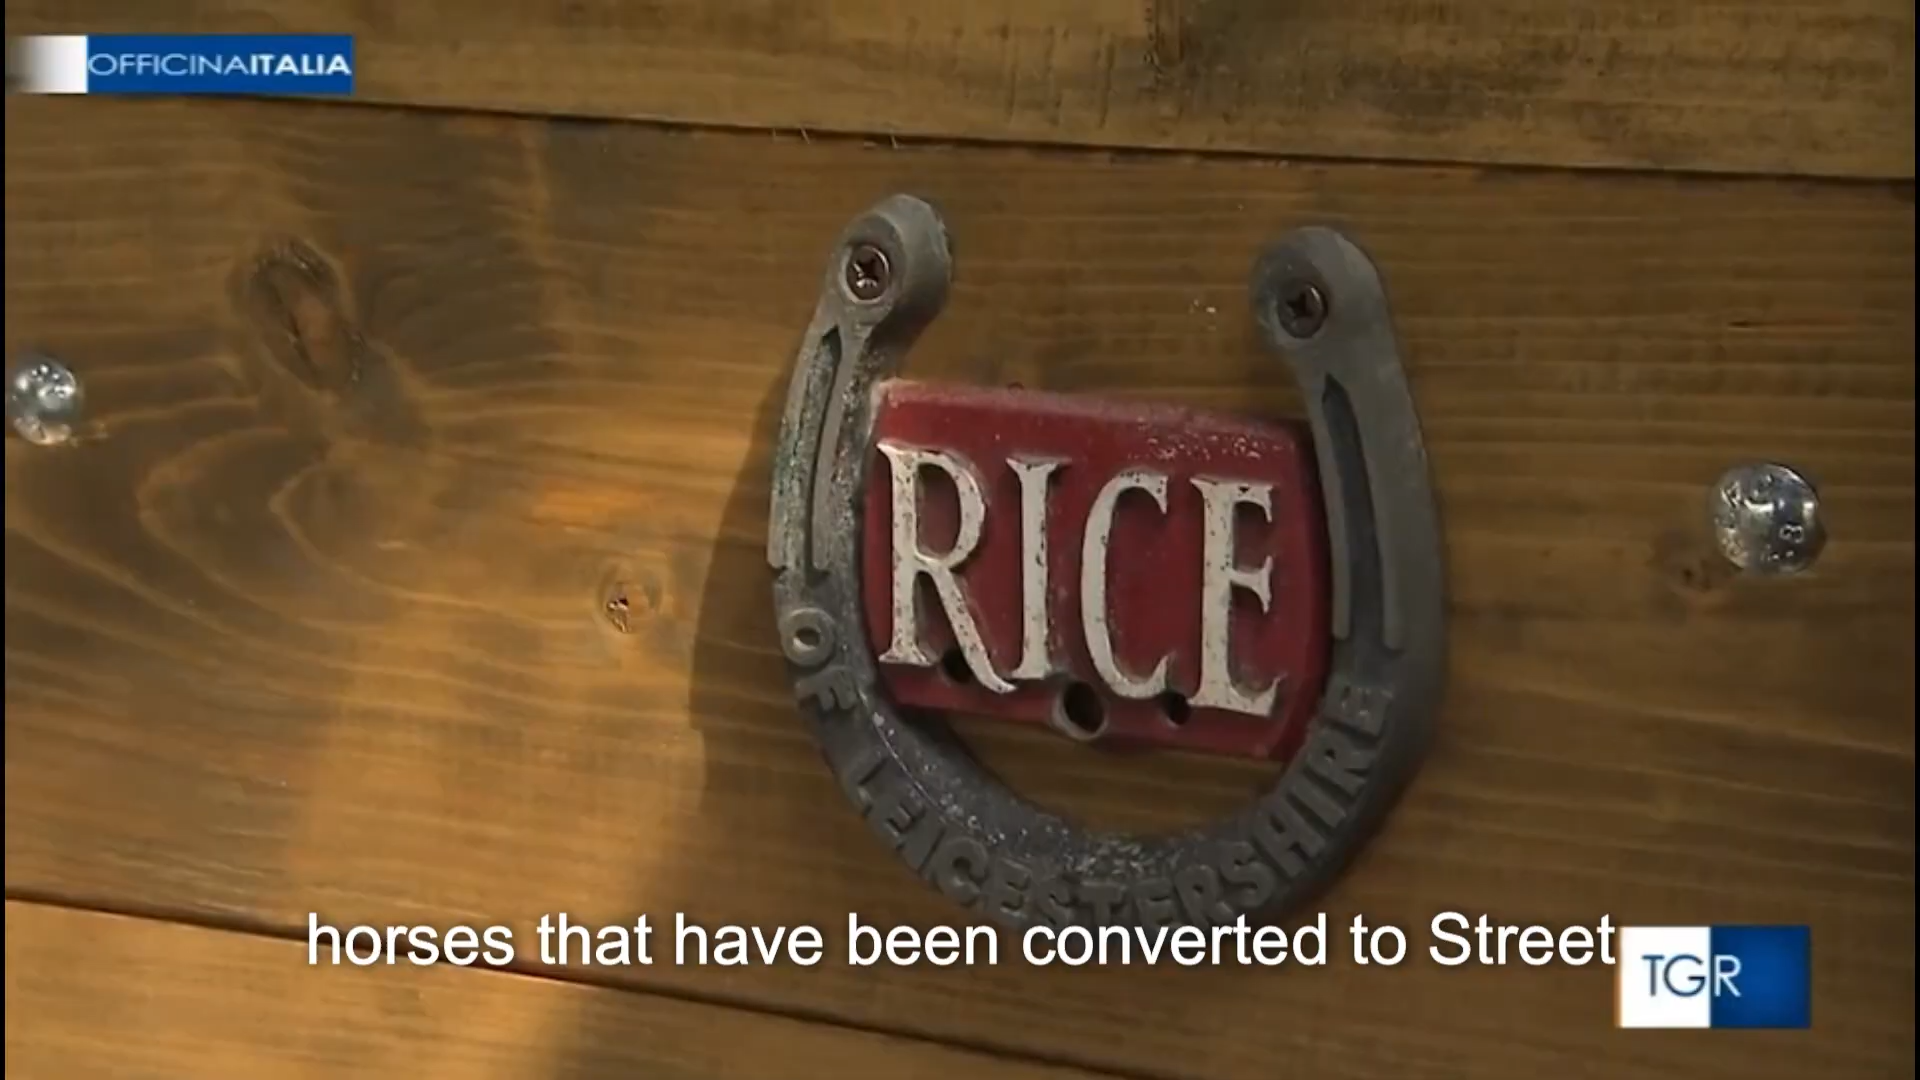 OFFICINAITALIA
RICE
OF LEICESTERSHIRE
horses that have been converted to Street
TGR